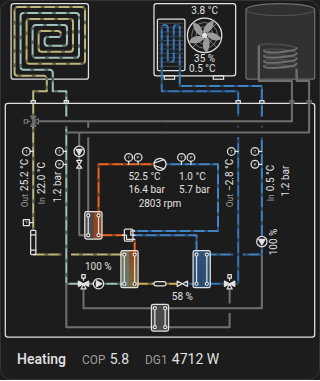 3.8 °C
35 %
0.5 °C
T
T
T
T
T
P
T
P
T
P
T
P
T
Out 25.2 °C
In 22.0 °C
1.2 bar
52.5 °C
1.0 °C
16.4 bar
5.7 bar
2803 rpm
Out −2.8 °C
In 0.5 °C
1.2 bar
100 %
100 %
58 %
Heating COP 5.8 DG1 4712 W